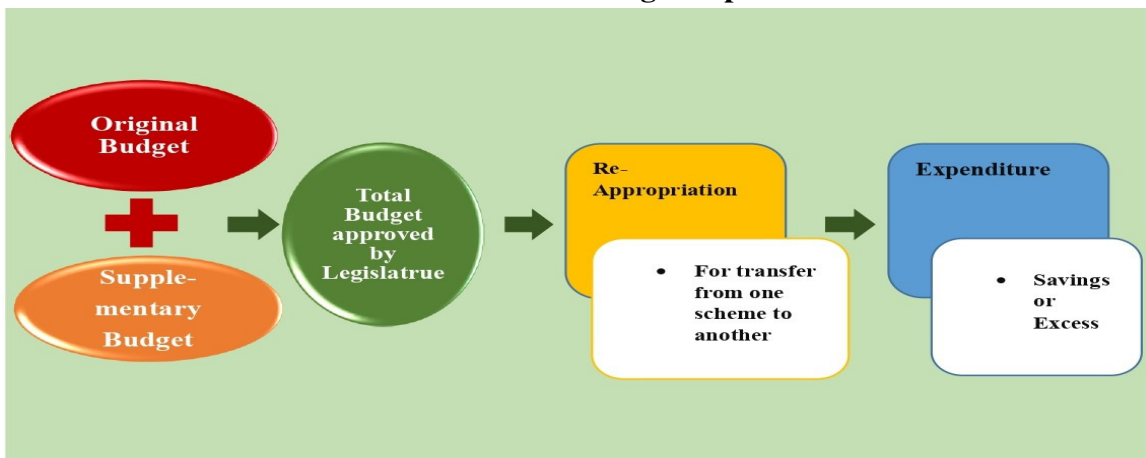 Original
Budget
Supple-
mentary
Budget
Total
Budget
approved
by
Legislatrue
Re-
Appropriation
• For transfer
from one
scheme to
another
Expenditure
• Savings
or
Excess